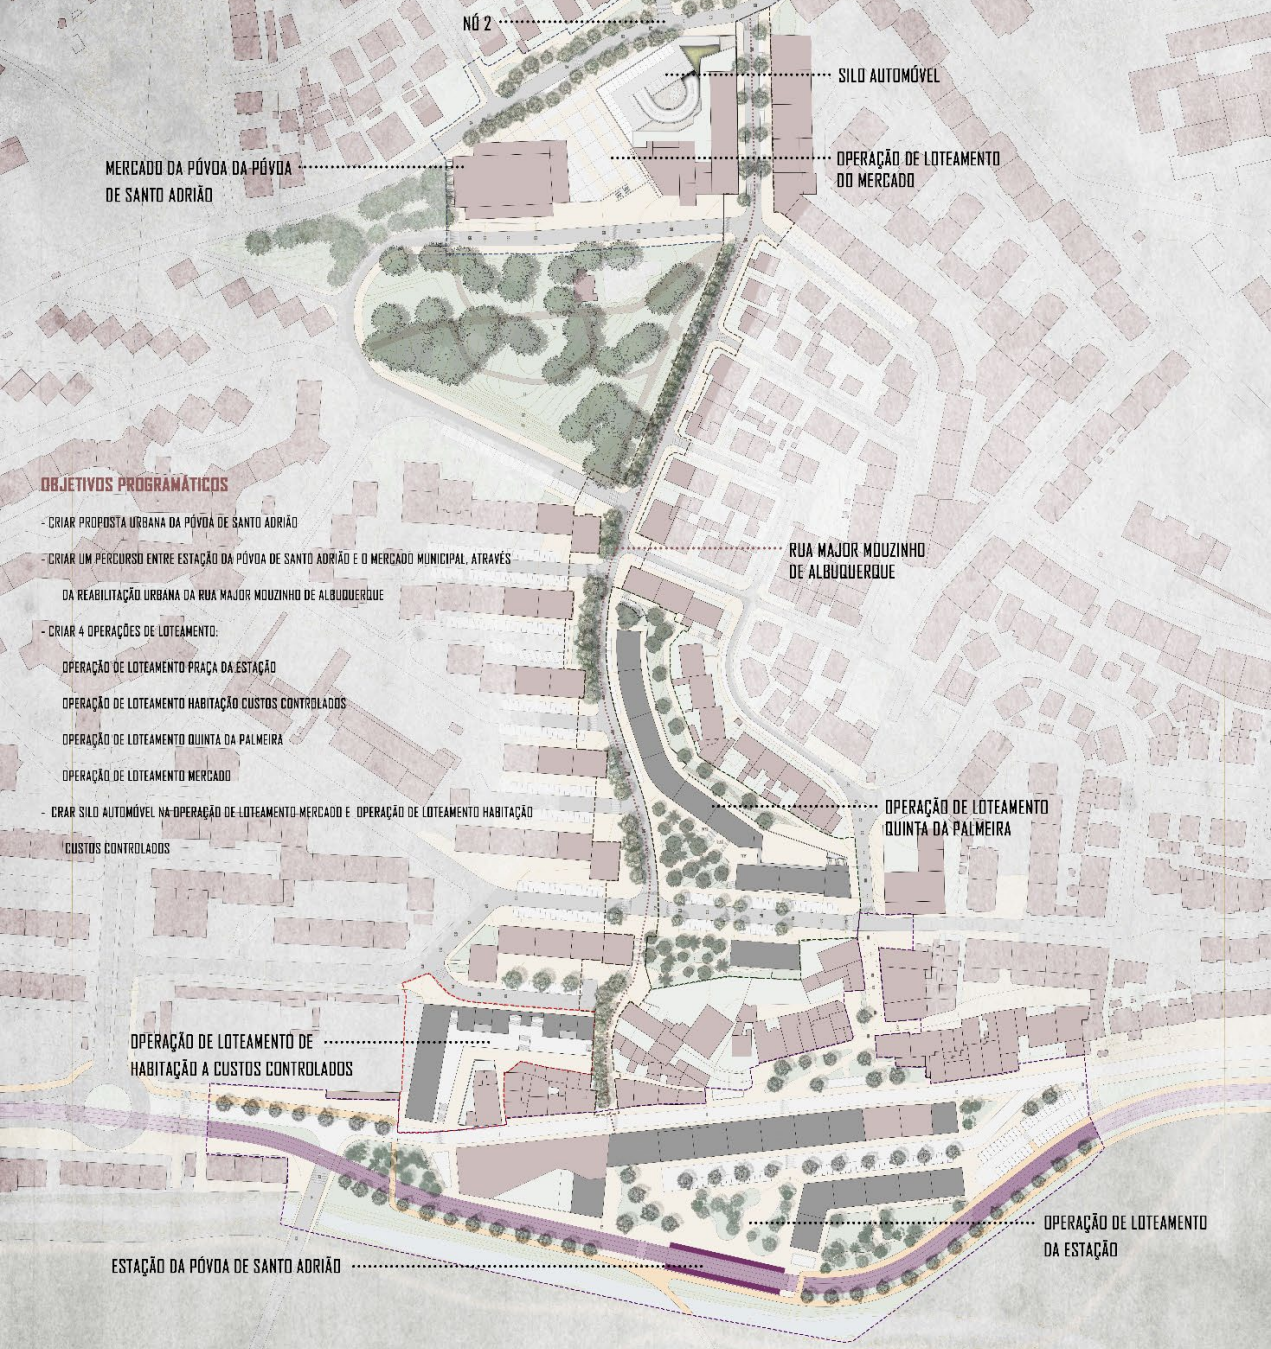 NÓ 2
SILO AUTOMÓVEL
MERCADO DA PÓVOA DA PÓVOA
DE SANTO ADRIÃO
OPERAÇÃO DE LOTEAMENTO
DO MERCADO
OBJETIVOS PROGRAMÁTICOS
- CRIAR PROPOSTA URBANA DA PÓVOA DE SANTO ADRIÃO
- CRIAR UM PERCURSO ENTRE ESTAÇÃO DA PÓVOA DE SANTO ADRIÃO E O MERCADO MUNICIPAL, ATRAVÉS
DA REABILITAÇÃO URBANA DA RUA MAJOR MOUZINHO DE ALBUQUERQUE
- CRIAR 4 OPERAÇÕES DE LOTEAMENTO:
OPERAÇÃO DE LOTEAMENTO PRAÇA DA ESTAÇÃO
OPERAÇÃO DE LOTEAMENTO HABITAÇÃO CUSTOS CONTROLADOS
OPERAÇÃO DE LOTEAMENTO QUINTA DA PALMEIRA
OPERAÇÃO DE LOTEAMENTO MERCADO
- CRAR SILO AUTOMÓVEL NA OPERAÇÃO DE LOTEAMENTO MERCADO E OPERAÇÃO DE LOTEAMENTO HABITAÇÃO
CUSTOS CONTROLADOS
RUA MAJOR MOUZINHO
DE ALBUQUERQUE
OPERAÇÃO DE LOTEAMENTO
QUINTA DA PALMEIRA
OPERAÇÃO DE LOTEAMENTO DE
HABITAÇÃO A CUSTOS CONTROLADOS
OPERAÇÃO DE LOTEAMENTO
DA ESTAÇÃO
ESTAÇÃO DA PÓVOA DE SANTO ADRIÃO